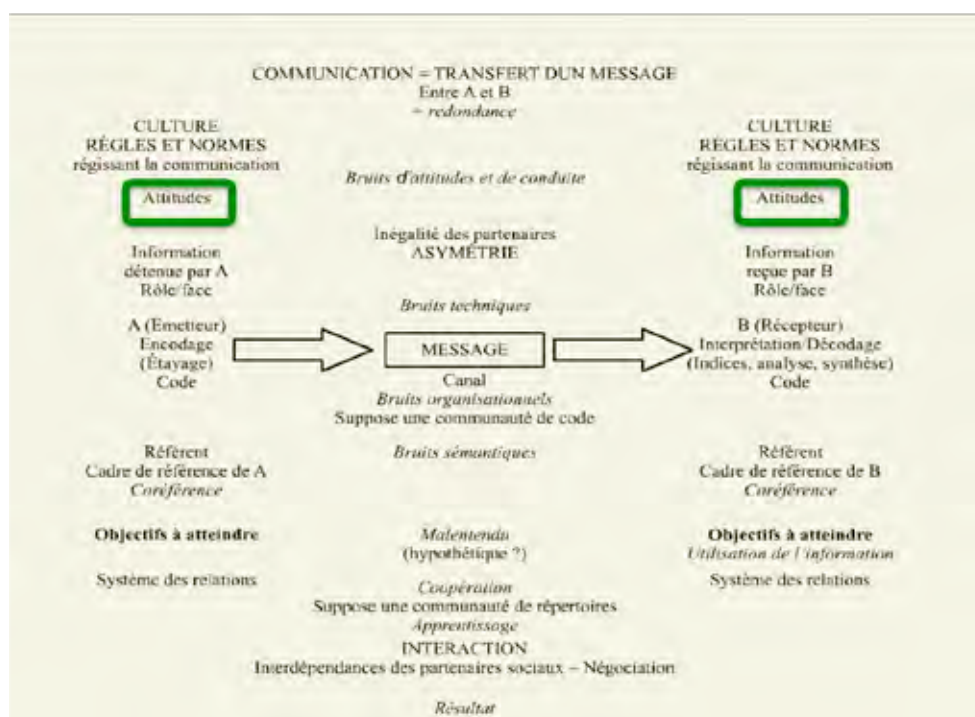 COMMUNICATION = TRANSFERT DUN MESSAGE
Entre A et B
= redondance
CULTURE
RÈGLES ET NORMES
régissant la communication
Attitudes
Information
détenue par A
Rôle/face
A (Emetteur)
Encodage
(Étayage)
Code
Référent
Cadre de référence de A
Coréférence
Objectifs à atteindre
Système des relations
Bruits d'attitudes et de conduite
Inégalité des partenaires
ASYMÉTRIE
Bruits techniques
MESSAGE
Canal
Bruits organisationnels
Suppose une communauté de code
Bruits sémantiques
Malentendu
(hypothétique ?)
Coopération
Suppose une communauté de répertoires
Apprentissage
INTERACTION
Interdépendances des partenaires sociaux – Négociation
Résultat
CULTURE
RÈGLES ET NORMES
régissant la communication
Attitudes
Information
reçue par B
Rôle/face
B (Récepteur)
Interprétation/Décodage
(Indices, analyse, synthèse)
Code
Référent
Cadre de référence de B
Coréférence
Objectifs à atteindre
Utilisation de l'information
Système des relations